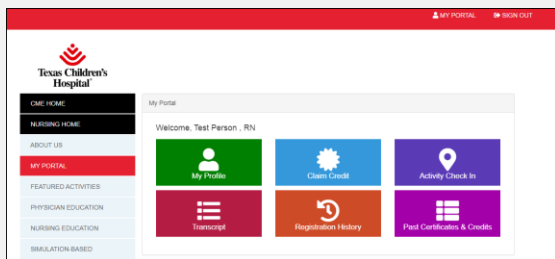 MY PORTAL SIGN OUT
Texas Children's
Hospital
CME HOME
NURSING HOME
ABOUT US
MY PORTAL
FEATURED ACTIVITIES
PHYSICIAN EDUCATION
NURSING EDUCATION
SIMULATION-BASED
My Portal
Welcome, Test Person , RN
My Profile
Claim Credit
Activity Check In
Transcript
Registration History
Past Certificates & Credits